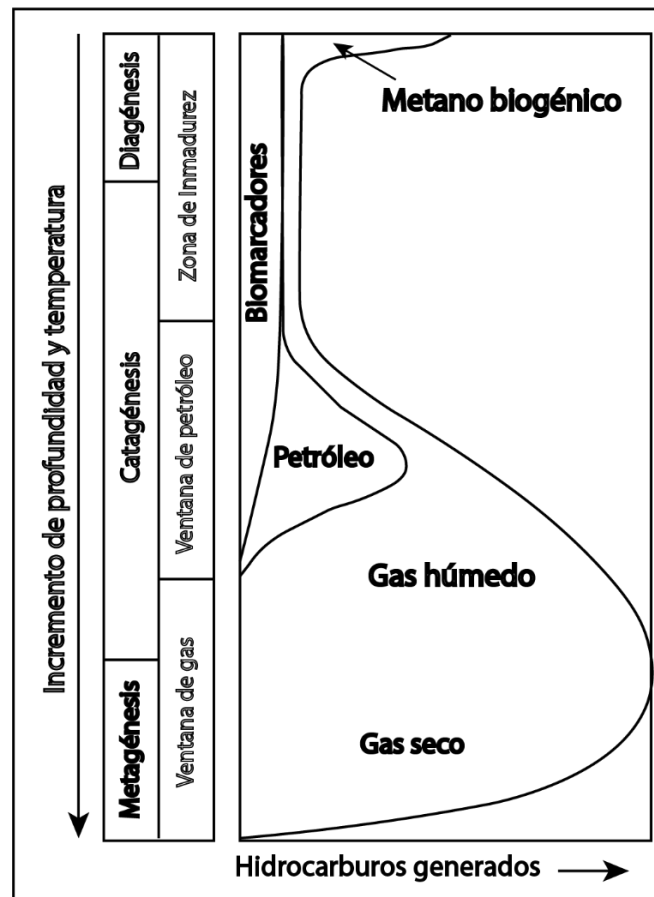 Incremento de profundidad y temperatura
Diagénesis
Catagénesis
Metagénesis
Zona de Inmadurez
Ventana de petróleo
Ventana de gas
Biomarcadores
Metano biogénico
Petróleo
Gas húmedo
Gas seco
Hidrocarburos generados